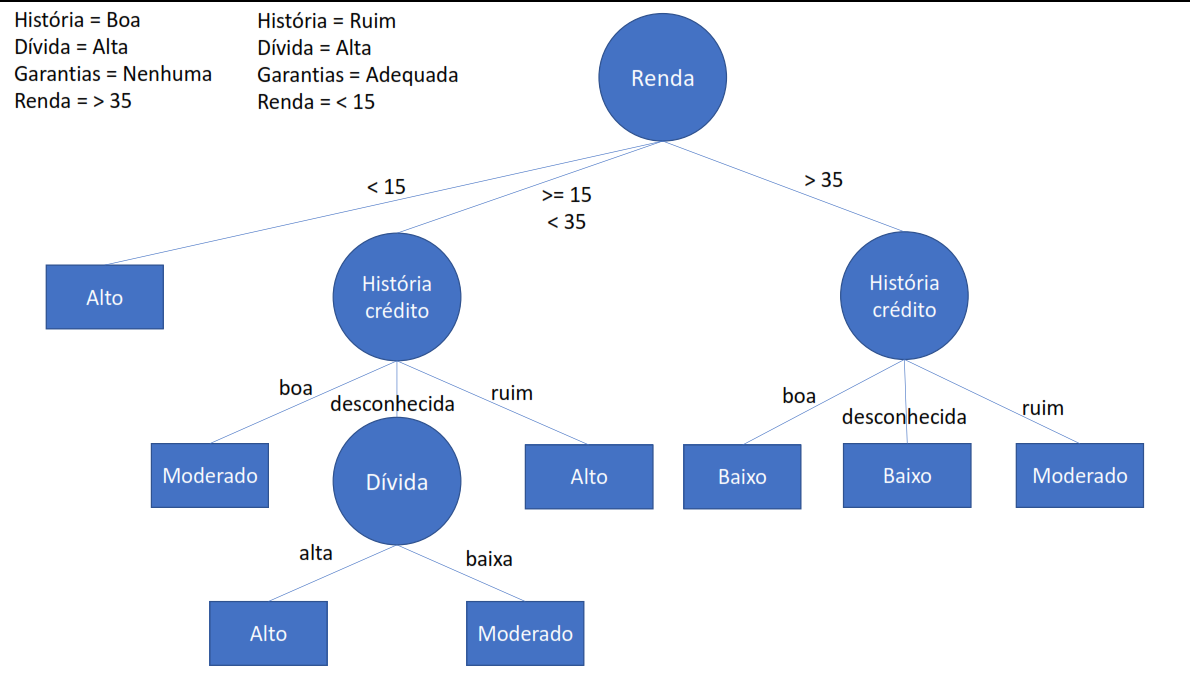 História = Boa
Dívida = Alta
Garantias = Nenhuma
Renda = > 35
História = Ruim
Dívida = Alta
Garantias = Adequada
Renda = < 15
Renda
< 15
>= 15
< 35
> 35
Alto
História
crédito
História
crédito
boa
desconhecida
ruim
boa
desconhecida
ruim
Moderado
Dívida
Alto
Baixo
Baixo
Moderado
alta
baixa
Alto
Moderado